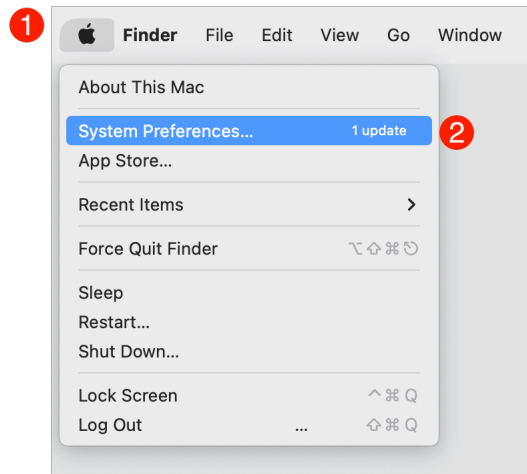 1
Finder File Edit View Go Window
About This Mac
System Preferences... 1 update 2
App Store...
Recent Items >
Force Quit Finder ⌥⇧⌘⎋
Sleep
Restart...
Shut Down...
Lock Screen ^⌘Q
Log Out ... ⇧⌘Q